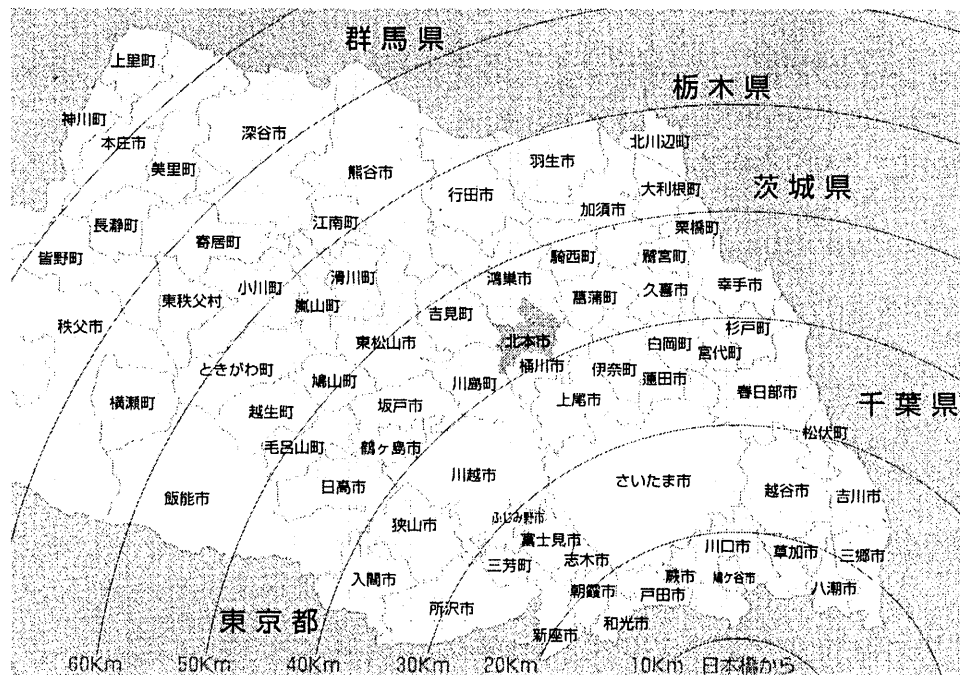 群馬県
上里町
栃木県
神川町
深谷市
本庄市
北川辺町
羽生市
美里町
熊谷市
行田市
大利根町
茨城県
加須市
長瀞町
江南町
栗橋町
寄居町
皆野町
騎西町
鷲宮町
滑川町
鴻巣市
小川町
幸手市
久喜市
菖蒲町
東秩父村
嵐山町
吉見町
秩父市
杉戸町
北本市
東松山市
白岡町
宮代町
桶川市
ときがわ町
伊奈町
鳩山町
川島町
蓮田市
春日部市
横瀬町
上尾市
坂戸市
千葉県
越生町
松伏町
毛呂山町
鶴ヶ島市
川越市
さいたま市
日高市
越谷市
吉川市
飯能市
ふじみ野市
狭山市
富士見市
川口市
草加市
三郷市
志木市
三芳町
入間市
蕨市
鳩ケ谷市
八潮市
朝霞市
戸田市
所沢市
東京都
和光市
新座市
60Km 50Km 40Km 30Km 20Km 10Km 日本橋から